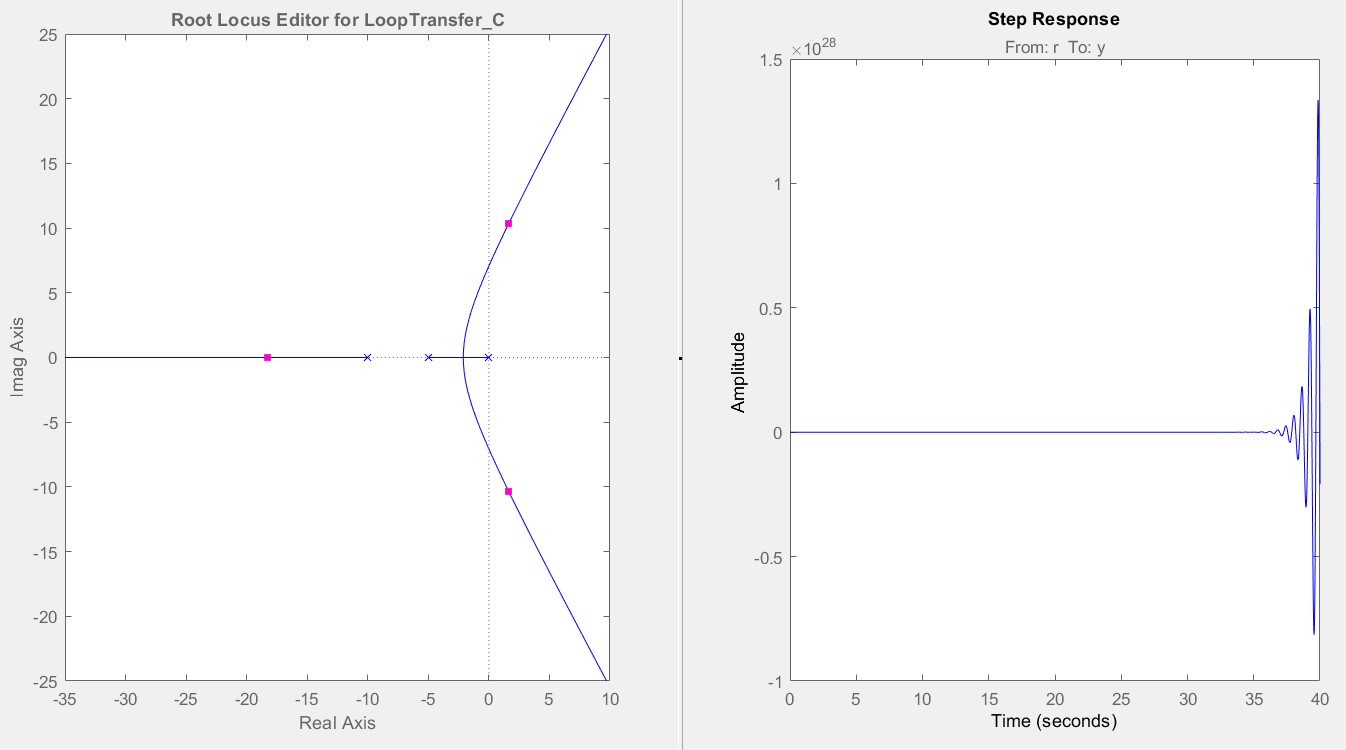 Root Locus Editor for LoopTransfer_C
25
20
15
10
5
0
-5
-10
-15
-20
-25
Imag Axis
-35 -30 -25 -20 -15 -10 -5 0 5 10
Real Axis
Step Response
From: r To: y
×10^28
1.5
1
0.5
0
-0.5
-1
Amplitude
0 5 10 15 20 25 30 35 40
Time (seconds)